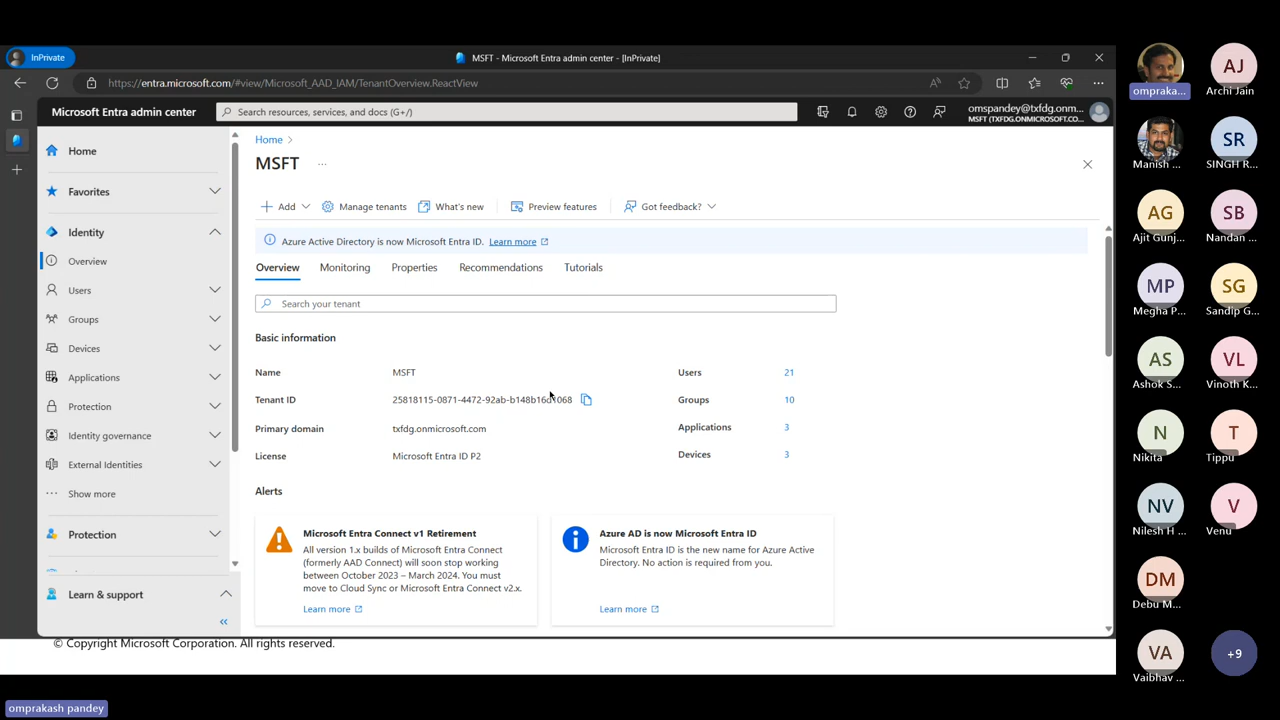 InPrivate
MSFT - Microsoft Entra admin center - [InPrivate]
https://entra.microsoft.com/#view/Microsoft_AAD_IAM/TenantOverview.ReactView
Microsoft Entra admin center
Search resources, services, and docs (G+/)
omspandey@txfdg.onm...
MSFT (TXFDG.ONMICROSOFT.CO...
Home
Favorites
Identity
Overview
Users
Groups
Devices
Applications
Protection
Identity governance
External Identities
Show more
Protection
Learn & support
Home >
MSFT
Add
Manage tenants
What's new
Preview features
Got feedback?
Azure Active Directory is now Microsoft Entra ID. Learn more
Overview
Monitoring
Properties
Recommendations
Tutorials
Search your tenant
Basic information
Name MSFT
Tenant ID
Primary domain txfdg.onmicrosoft.com
License Microsoft Entra ID P2
Users 21
Groups 10
Applications 3
Devices 3
Alerts
Microsoft Entra Connect v1 Retirement
All version 1.x builds of Microsoft Entra Connect
(formerly AAD Connect) will soon stop working
between October 2023 – March 2024. You must
move to Cloud Sync or Microsoft Entra Connect v2.x.
Learn more
Azure AD is now Microsoft Entra ID
Microsoft Entra ID is the new name for Azure Active
Directory. No action is required from you.
Learn more
© Copyright Microsoft Corporation. All rights reserved.
omprakash pandey
ompraka...
AJ
Archi Jain
Manish ...
SR
SINGH R...
AG
Ajit Gunj...
SB
Nandan ...
MP
Megha P...
SG
Sandip G...
AS
Ashok S...
VL
Vinoth K...
N
Nikita
T
Tippu
NV
Nilesh H ...
V
Venu
DM
Debu M...
VA
Vaibhav ...
+9